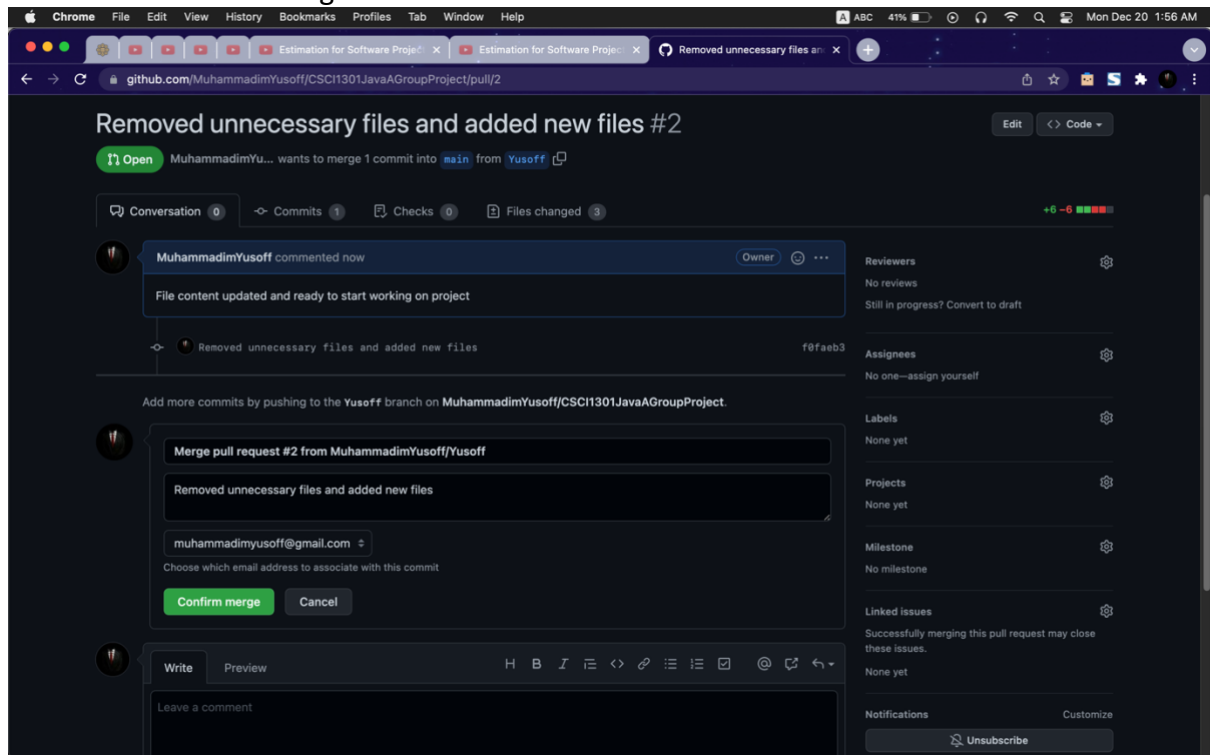 Chrome File Edit View History Bookmarks Profiles Tab Window Help A ABC 41% Mon Dec 20 1:56 AM
Estimation for Software Projec Estimation for Software Projec Removed unnecessary files an
github.com/MuhammadimYusoff/CSCI1301JavaAGroupProject/pull/2
Removed unnecessary files and added new files #2
Edit <> Code
Open MuhammadimYu... wants to merge 1 commit into main from Yusoff
Conversation 0 Commits 1 Checks 0 Files changed 3 +6 −6
MuhammadimYusoff commented now Owner ...
File content updated and ready to start working on project
Removed unnecessary files and added new files f0faeb3
Add more commits by pushing to the Yusoff branch on MuhammadimYusoff/CSCI1301JavaAGroupProject.
Merge pull request #2 from MuhammadimYusoff/Yusoff
Removed unnecessary files and added new files
muhammadimyusoff@gmail.com
Choose which email address to associate with this commit
Confirm merge Cancel
Write Preview H B I <> @
Leave a comment
Reviewers
No reviews
Still in progress? Convert to draft
Assignees
No one—assign yourself
Labels
None yet
Projects
None yet
Milestone
No milestone
Linked issues
Successfully merging this pull request may close
these issues.
None yet
Notifications Customize
Unsubscribe